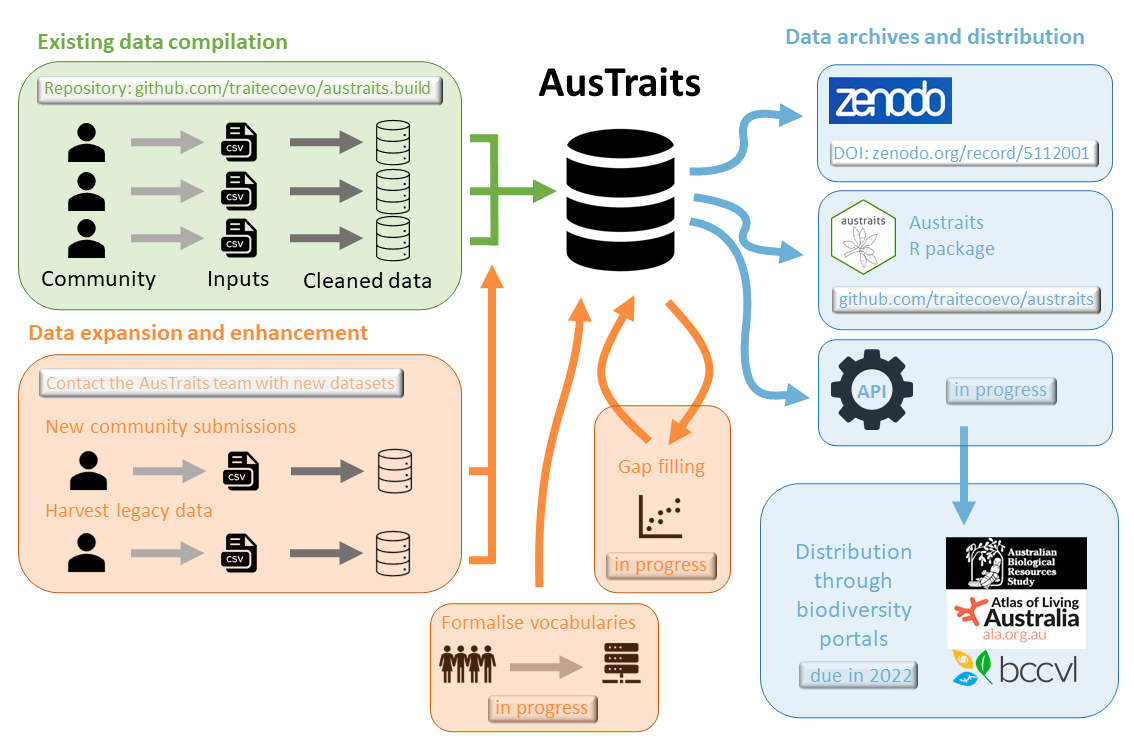 Existing data compilation
Repository: github.com/traitecoevo/austraits.build
CSV
CSV
CSV
Community
Inputs
Cleaned data
Data expansion and enhancement
Contact the AusTraits team with new datasets
New community submissions
CSV
Harvest legacy data
CSV
AusTraits
Gap filling
in progress
Formalise vocabularies
in progress
Data archives and distribution
zenodo
DOI: zenodo.org/record/5112001
austraits
Austraits
R package
github.com/traitecoevo/austraits
API
in progress
Distribution
through
biodiversity
portals
due in 2022
Australian
Biological
Resources
Study
Atlas of Living
Australia
ala.org.au
bccvl